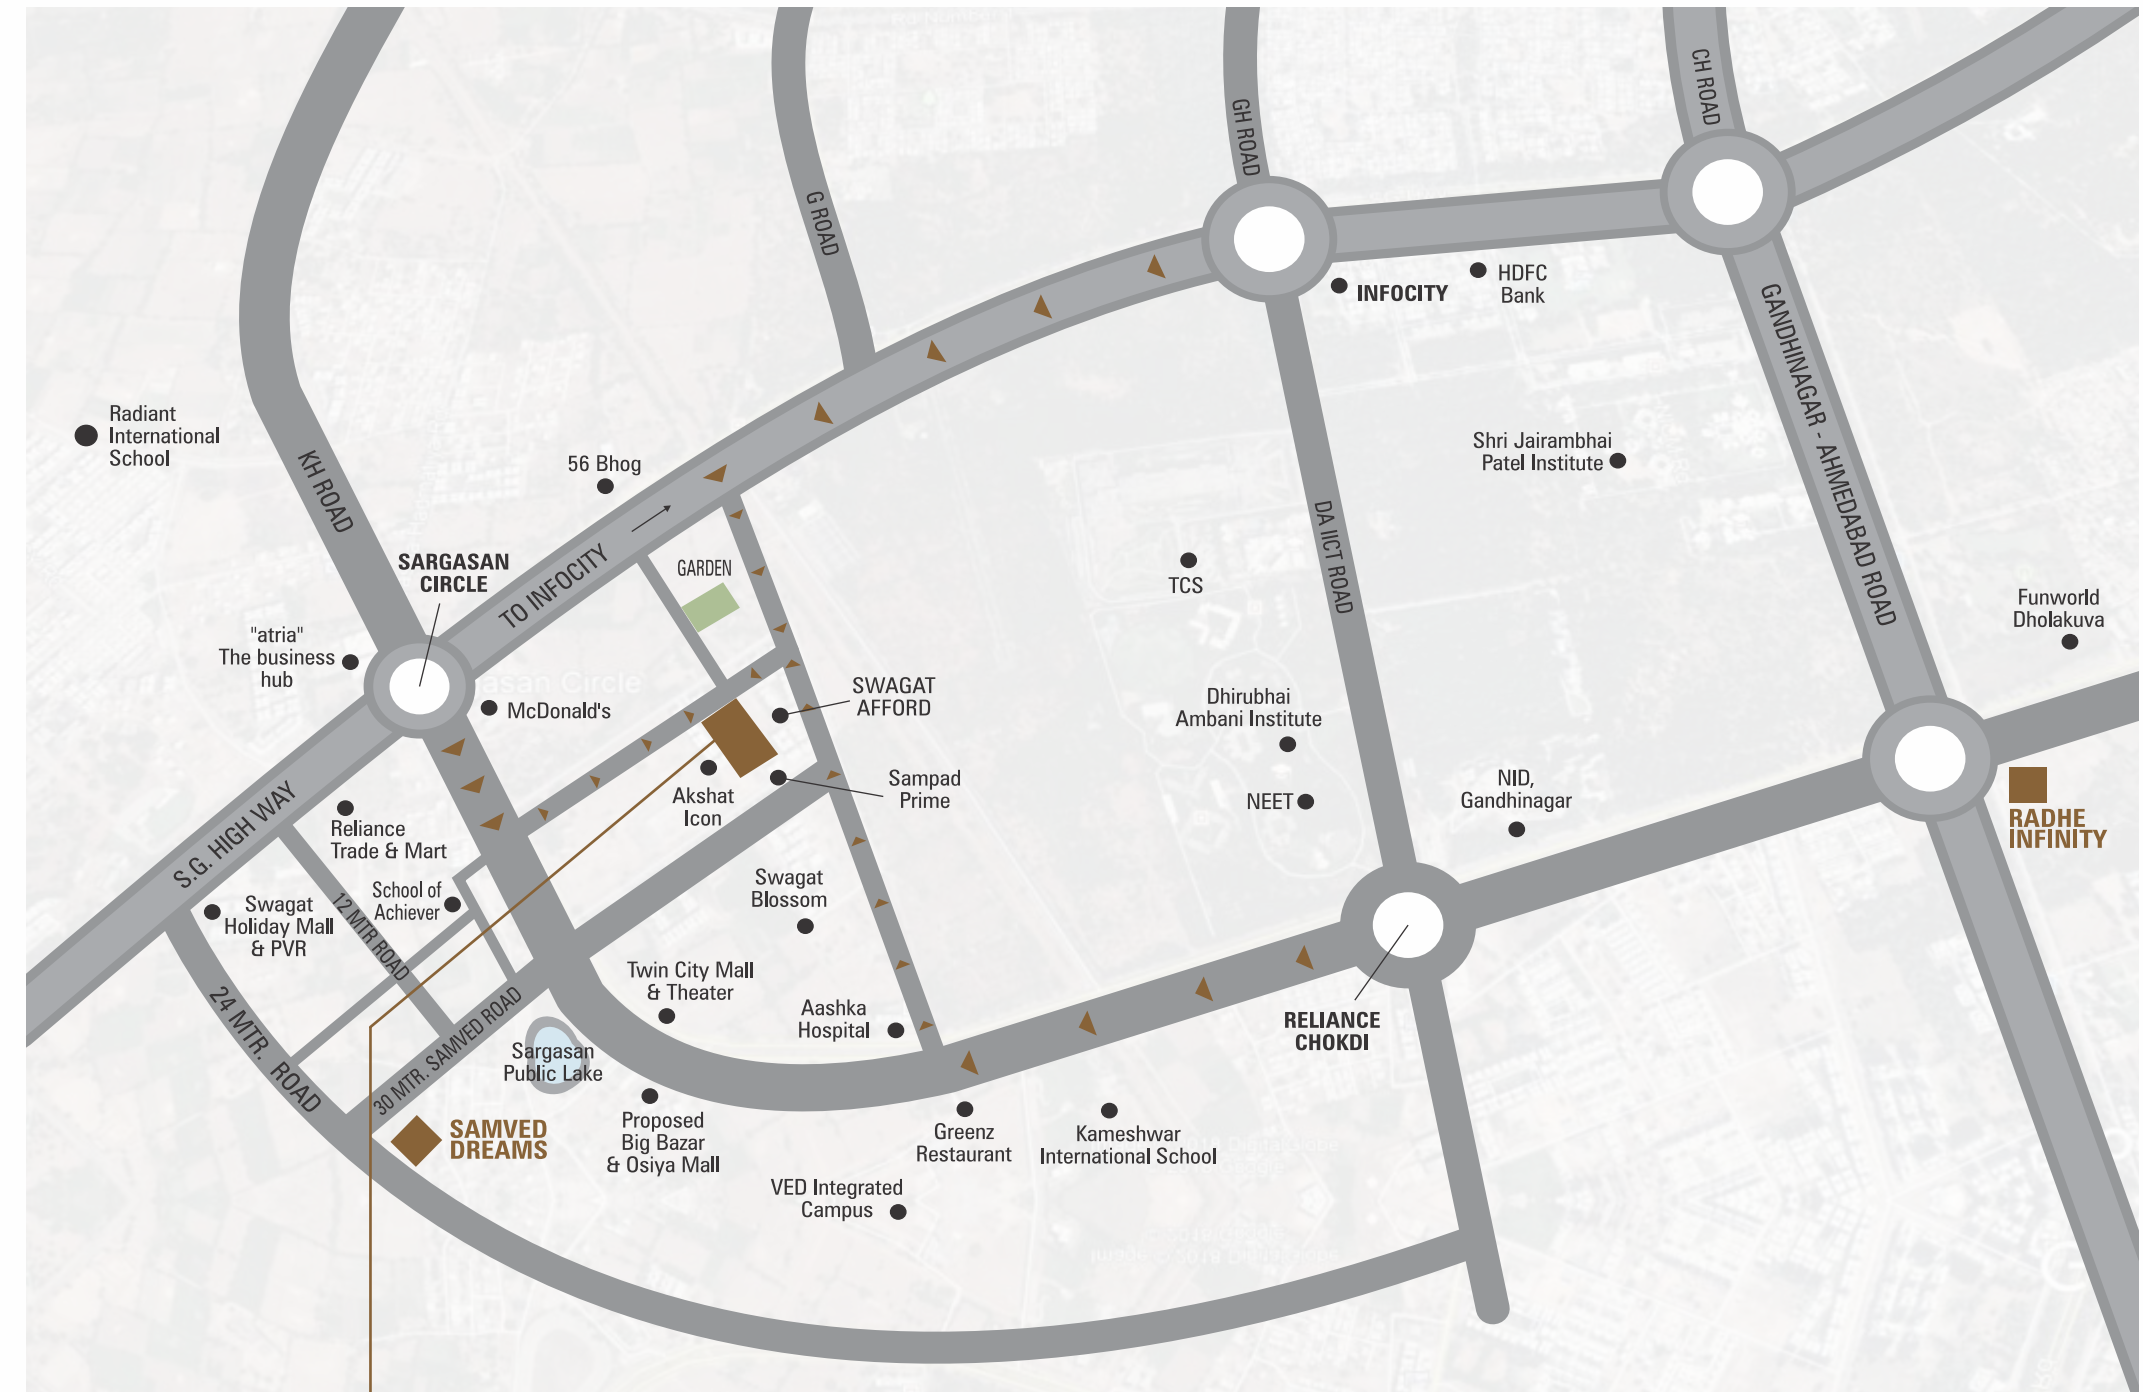 CH ROAD
GH ROAD
G ROAD
INFOCITY
HDFC
Bank
GANDHINAGAR - AHMEDABAD ROAD
Radiant
International
School
KH ROAD
56 Bhog
Shri Jairambhai
Patel Institute
DA IICT ROAD
SARGASAN
CIRCLE
TO INFOCITY
GARDEN
TCS
Funworld
Dholakuva
"atria"
The business
hub
McDonald's
SWAGAT
AFFORD
Dhirubhai
Ambani Institute
NEET
NID,
Gandhinagar
RADHE
INFINITY
S.G. HIGH WAY
Reliance
Trade & Mart
Akshat
Icon
Sampad
Prime
School of
Achiever
Swagat
Holiday Mall
& PVR
12 MTR ROAD
Swagat
Blossom
24 MTR. ROAD
30 MTR. SAMVED ROAD
Twin City Mall
& Theater
Aashka
Hospital
RELIANCE
CHOKDI
Sargasan
Public Lake
SAMVED
DREAMS
Proposed
Big Bazar
& Osiya Mall
Greenz
Restaurant
Kameshwar
International School
VED Integrated
Campus